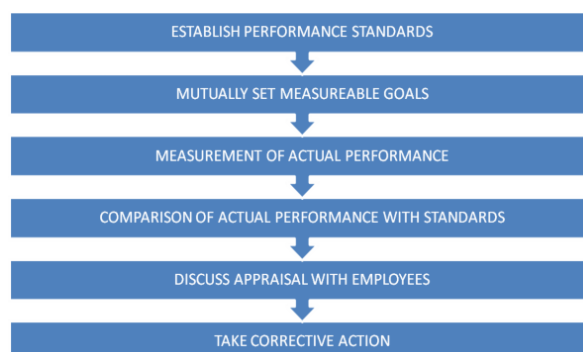 ESTABLISH PERFORMANCE STANDARDS
MUTUALLY SET MEASUREABLE GOALS
MEASUREMENT OF ACTUAL PERFORMANCE
COMPARISON OF ACTUAL PERFORMANCE WITH STANDARDS
DISCUSS APPRAISAL WITH EMPLOYEES
TAKE CORRECTIVE ACTION